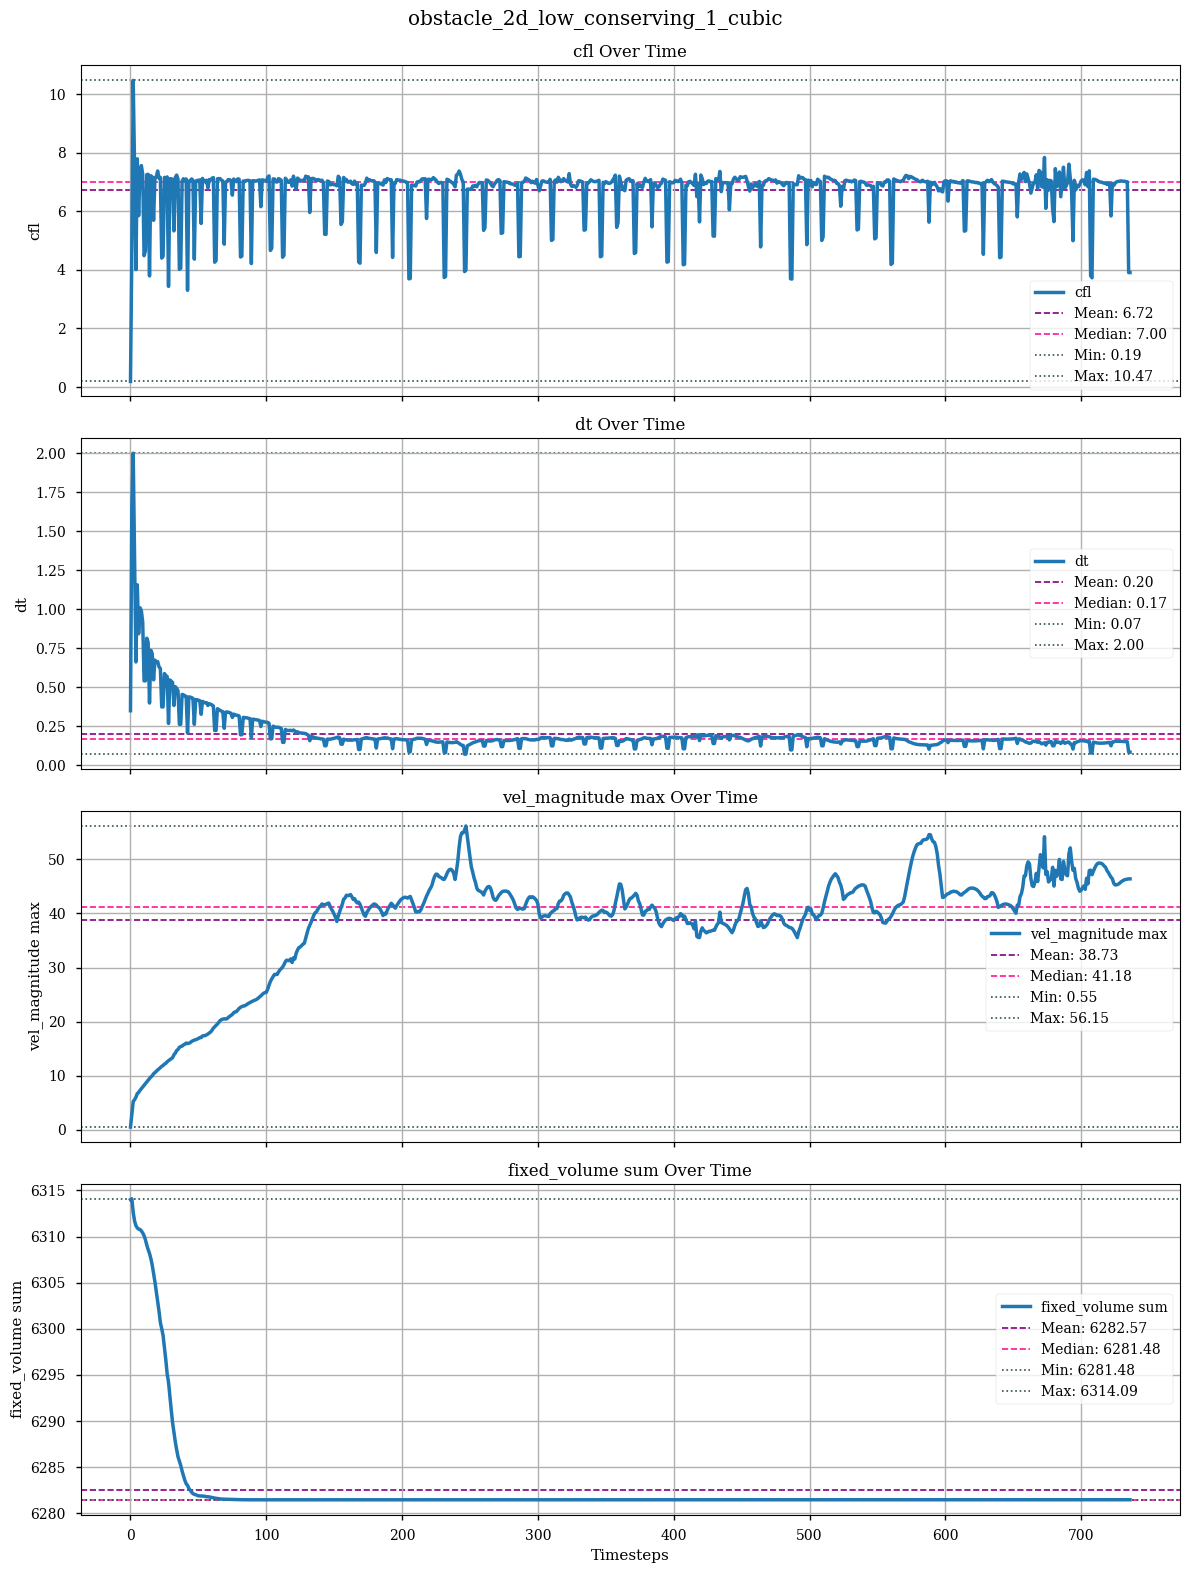 obstacle_2d_low_conserving_1_cubic
cfl Over Time
10
8
6
4
2
0
cfl
cfl
Mean: 6.72
Median: 7.00
Min: 0.19
Max: 10.47
dt Over Time
2.00
1.75
1.50
1.25
1.00
0.75
0.50
0.25
0.00
dt
dt
Mean: 0.20
Median: 0.17
Min: 0.07
Max: 2.00
vel_magnitude max Over Time
50
40
30
20
10
0
vel_magnitude max
vel_magnitude max
Mean: 38.73
Median: 41.18
Min: 0.55
Max: 56.15
fixed_volume sum Over Time
6315
6310
6305
6300
6295
6290
6285
6280
fixed_volume sum
fixed_volume sum
Mean: 6282.57
Median: 6281.48
Min: 6281.48
Max: 6314.09
0 100 200 300 400 500 600 700
Timesteps